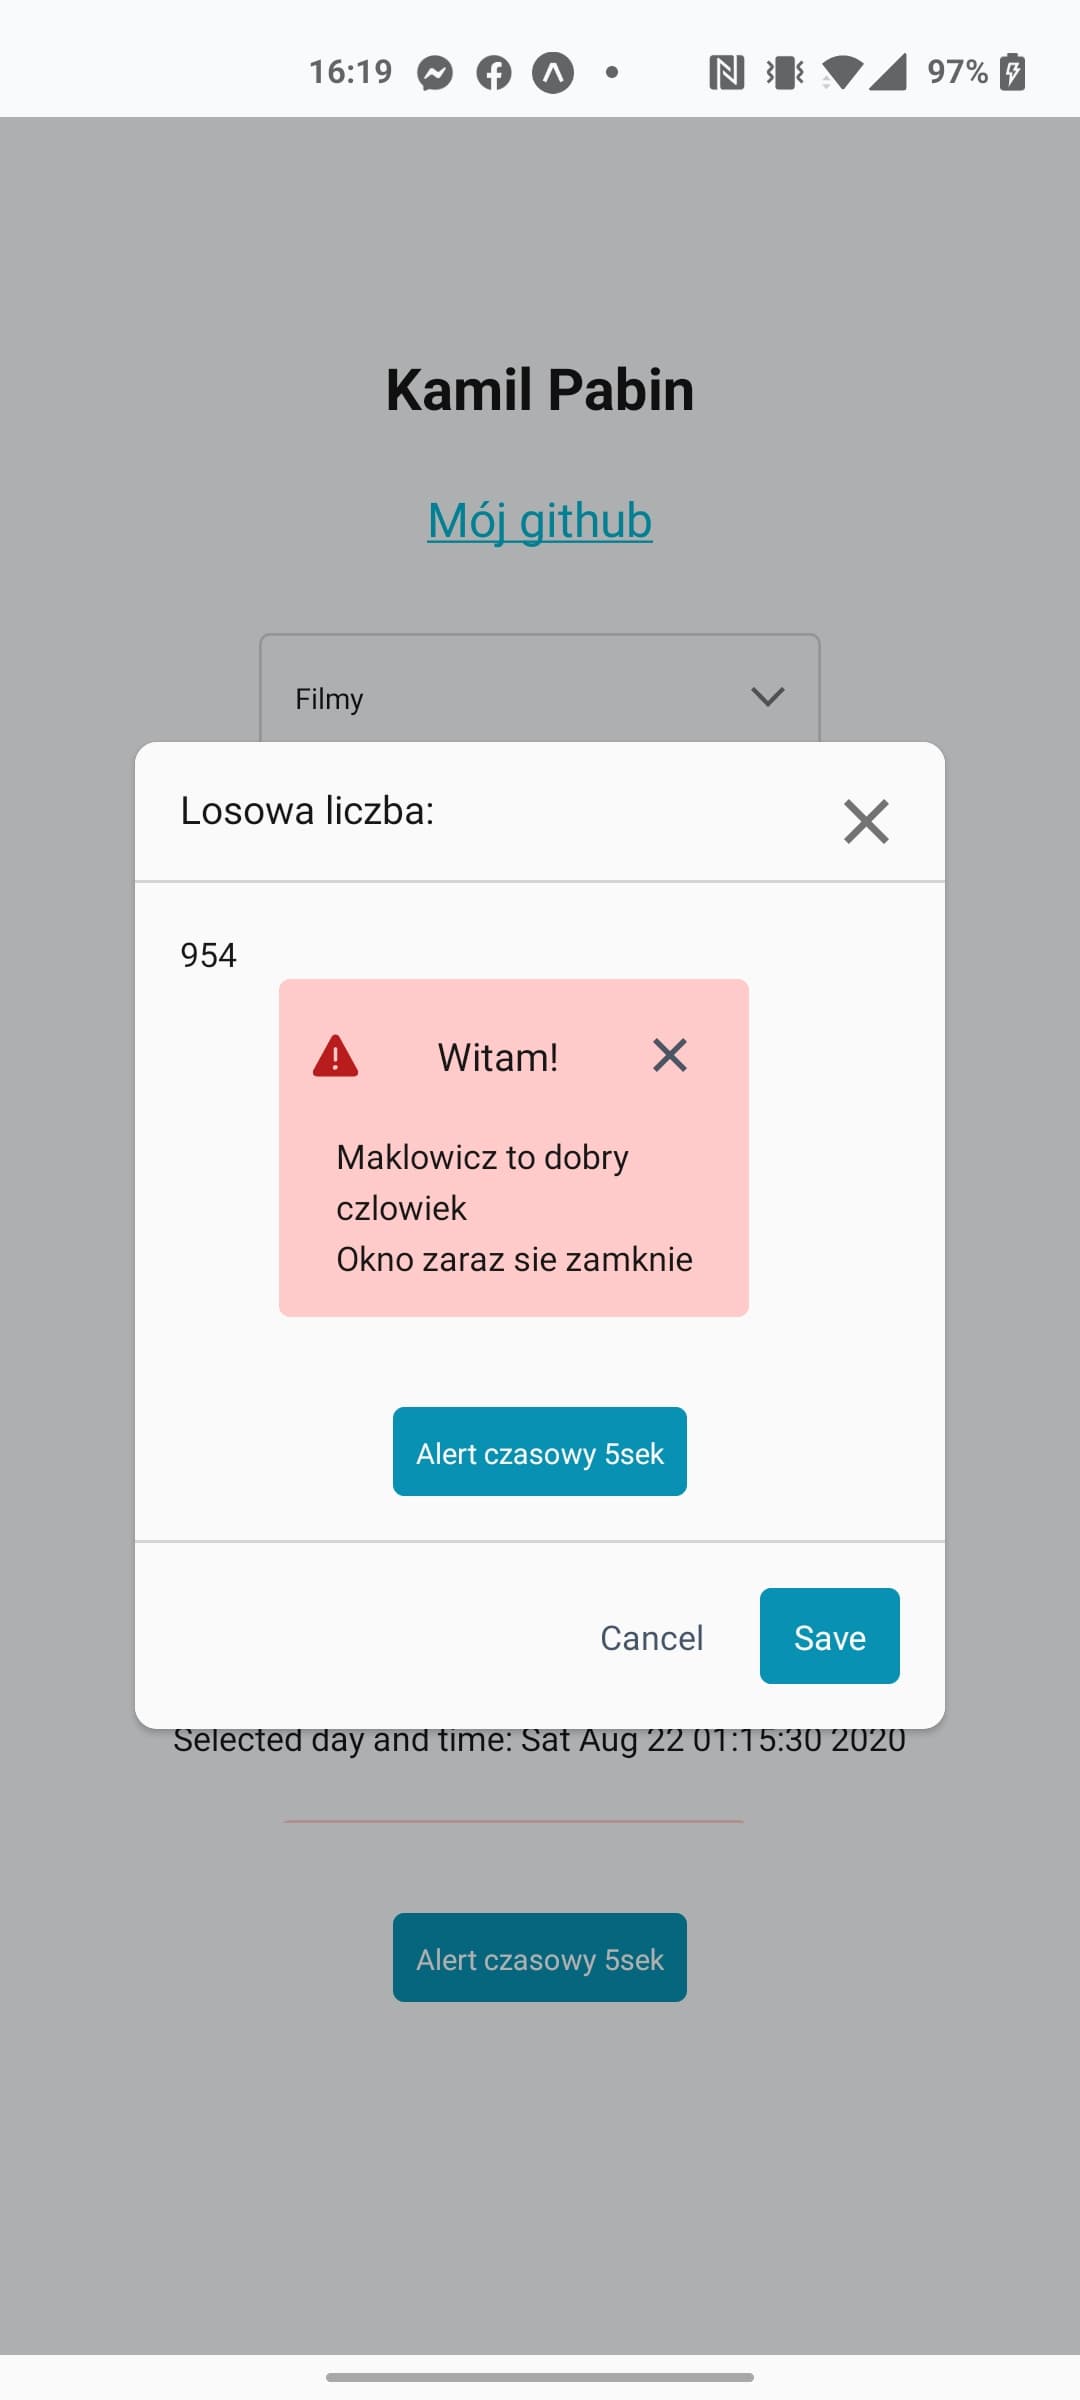 16:19
97%
Kamil Pabin
Mój github
Filmy
Losowa liczba:
954
Witam!
Maklowicz to dobry
czlowiek
Okno zaraz sie zamknie
Alert czasowy 5sek
Cancel
Save
Selected day and time: Sat Aug 22 01:15:30 2020
Alert czasowy 5sek